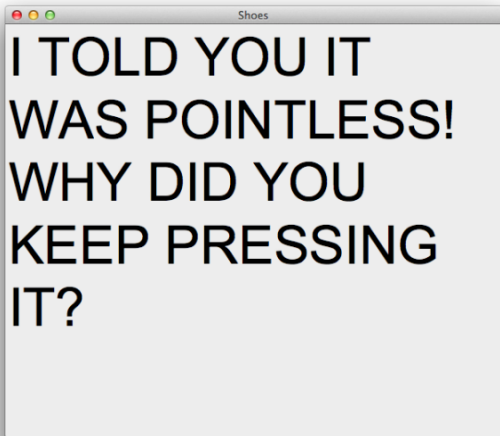 Shoes
I TOLD YOU IT
WAS POINTLESS!
WHY DID YOU
KEEP PRESSING
IT?